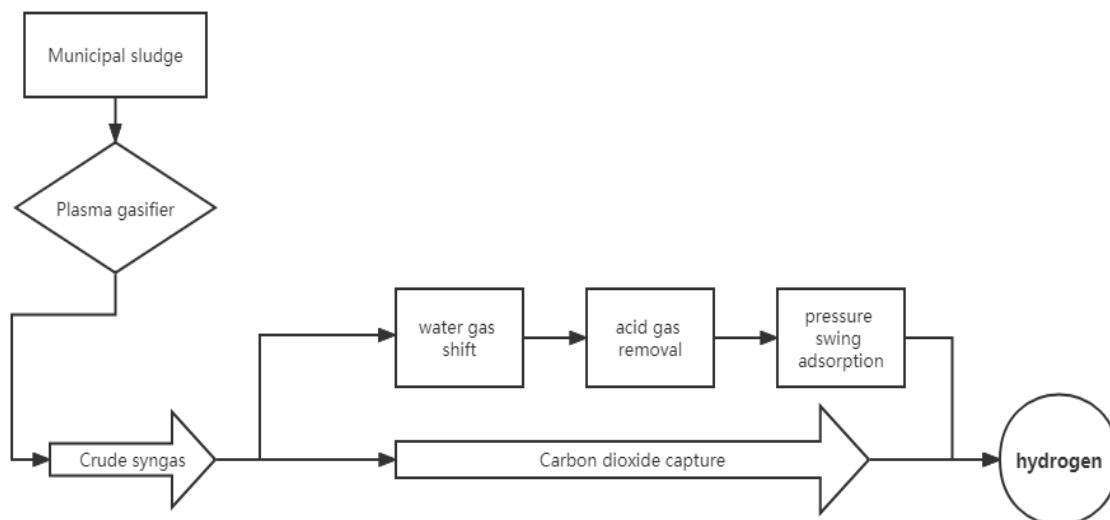 Municipal sludge
Plasma gasifier
water gas
shift
acid gas
removal
pressure
swing
adsorption
Crude syngas
Carbon dioxide capture
hydrogen